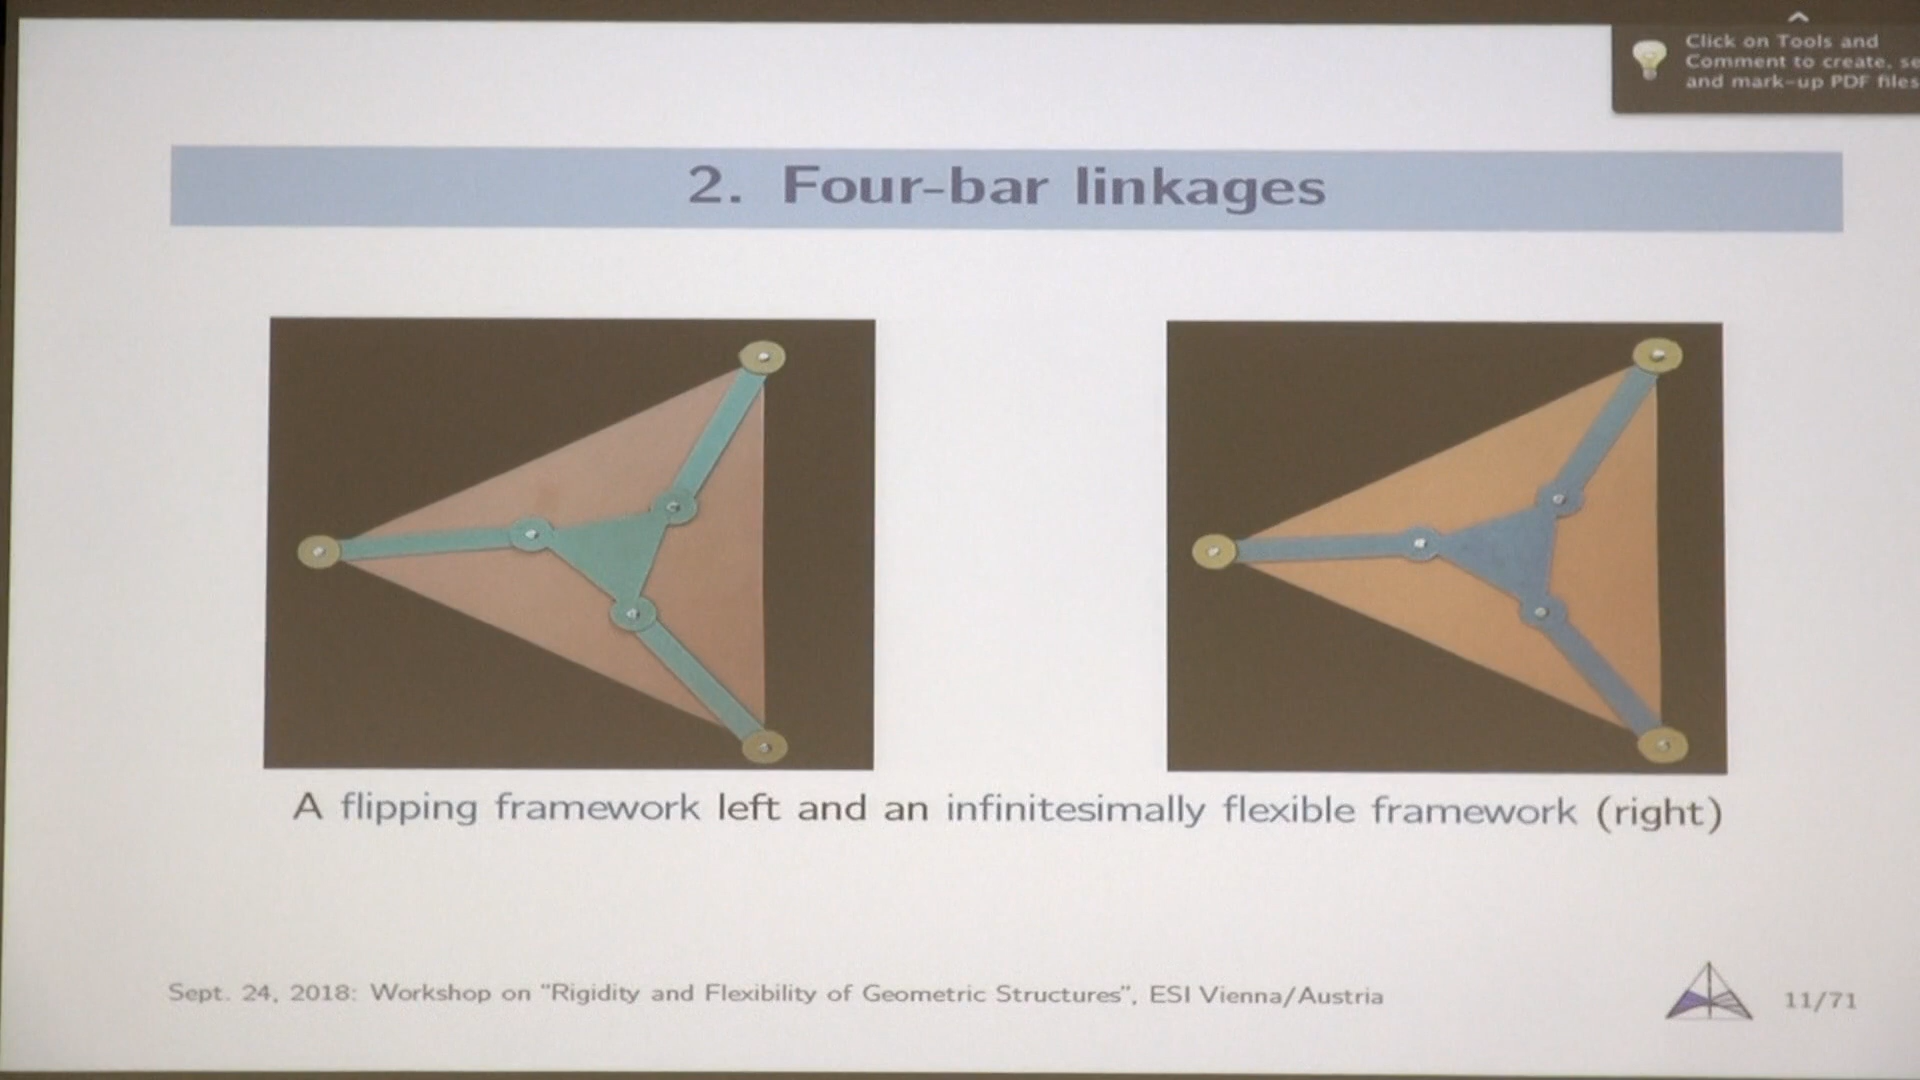 Click on Tools and
Comment to create, se
and mark-up PDF files
2. Four-bar linkages
A flipping framework left and an infinitesimally flexible framework (right)
Sept. 24, 2018: Workshop on "Rigidity and Flexibility of Geometric Structures", ESI Vienna/Austria
11/71